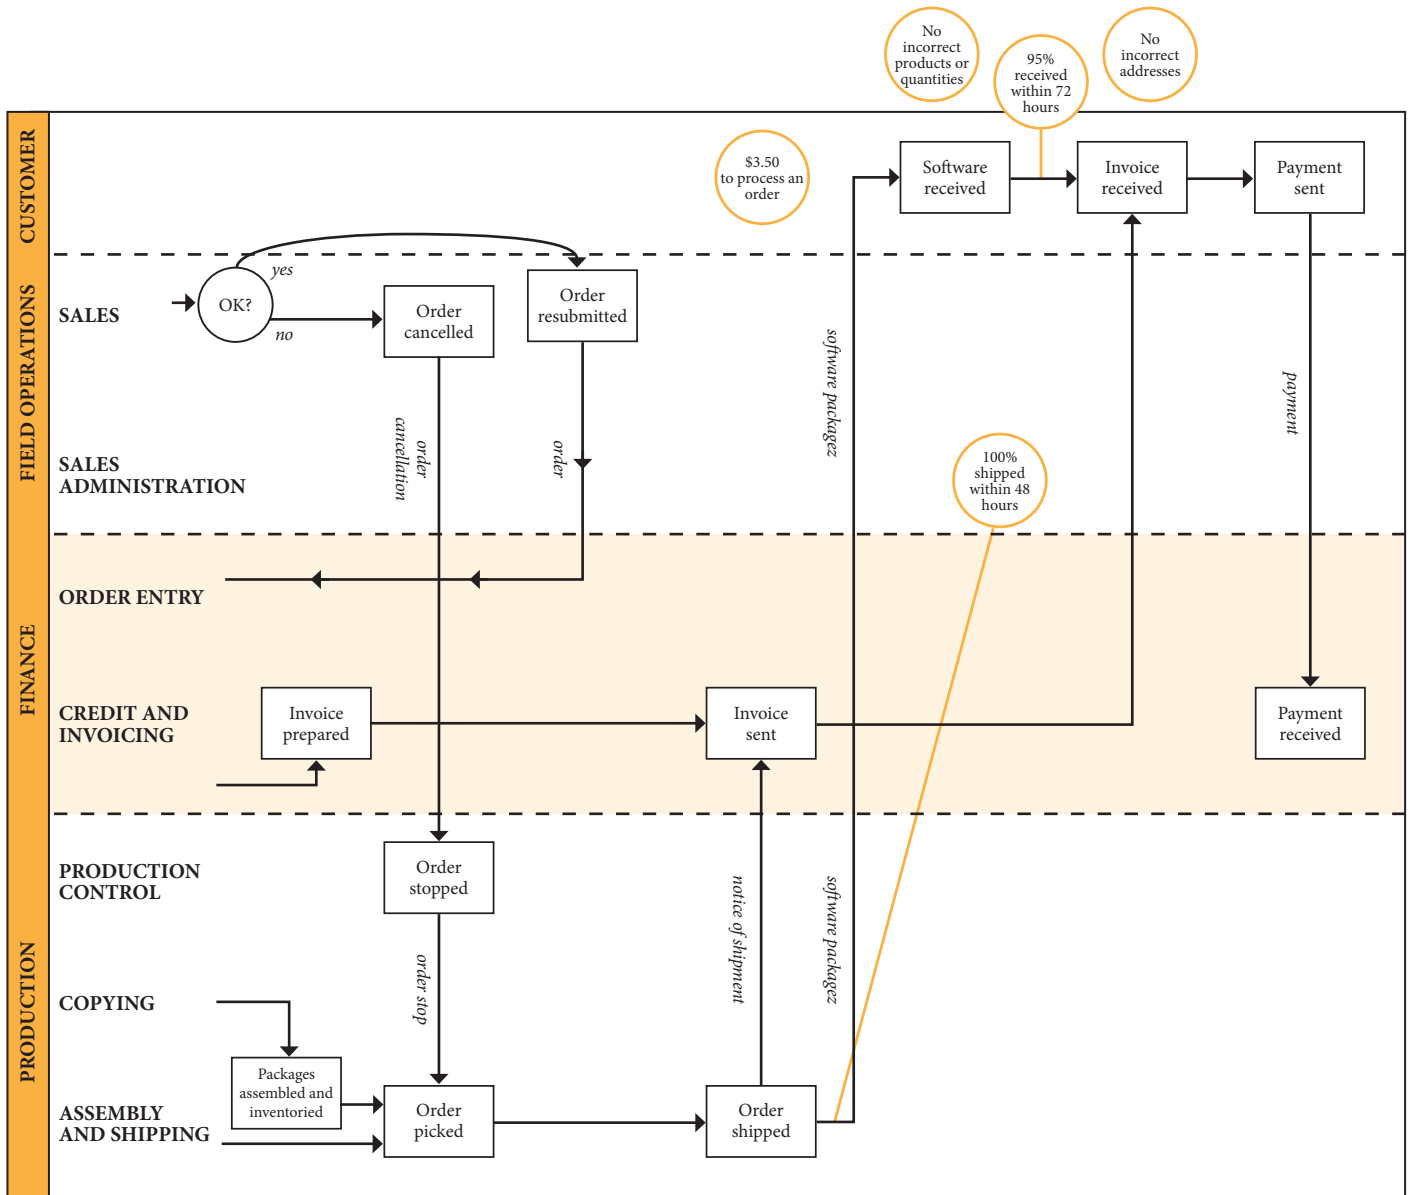 No
incorrect
products or
quantities
95%
received
within 72
hours
No
incorrect
addresses
$3.50
to process an
order
CUSTOMER
Software
received
Invoice
received
Payment
sent
FIELD OPERATIONS
SALES
OK?
yes
no
Order
cancelled
Order
resubmitted
software packagez
payment
SALES
ADMINISTRATION
order
cancellation
order
100%
shipped
within 48
hours
FINANCE
ORDER ENTRY
CREDIT AND
INVOICING
Invoice
prepared
Invoice
sent
Payment
received
PRODUCTION
PRODUCTION
CONTROL
Order
stopped
order stop
notice of shipment
software packagez
COPYING
Packages
assembled and
inventoried
ASSEMBLY
AND SHIPPING
Order
picked
Order
shipped